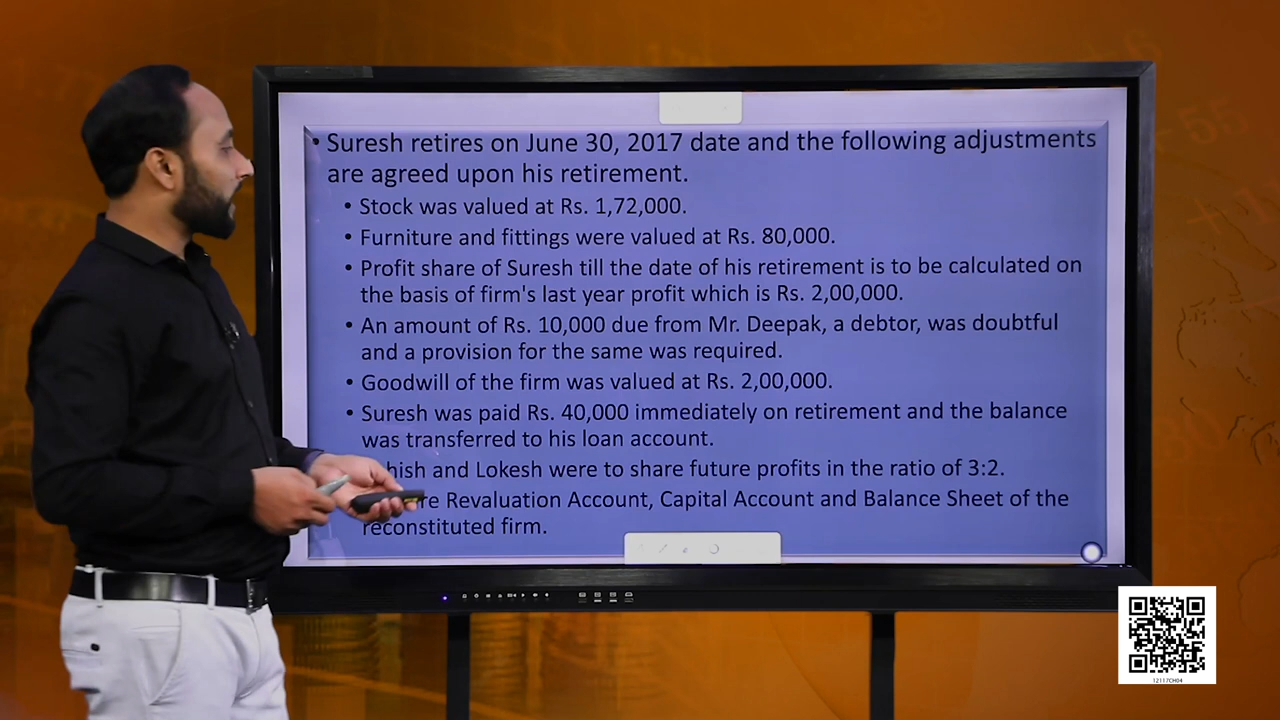 • Suresh retires on June 30, 2017 date and the following adjustments
are agreed upon his retirement.
• Stock was valued at Rs. 1,72,000.
• Furniture and fittings were valued at Rs. 80,000.
• Profit share of Suresh till the date of his retirement is to be calculated on
the basis of firm's last year profit which is Rs. 2,00,000.
• An amount of Rs. 10,000 due from Mr. Deepak, a debtor, was doubtful
and a provision for the same was required.
• Goodwill of the firm was valued at Rs. 2,00,000.
• Suresh was paid Rs. 40,000 immediately on retirement and the balance
was transferred to his loan account.
hish and Lokesh were to share future profits in the ratio of 3:2.
re Revaluation Account, Capital Account and Balance Sheet of the
reconstituted firm.
12117CH04